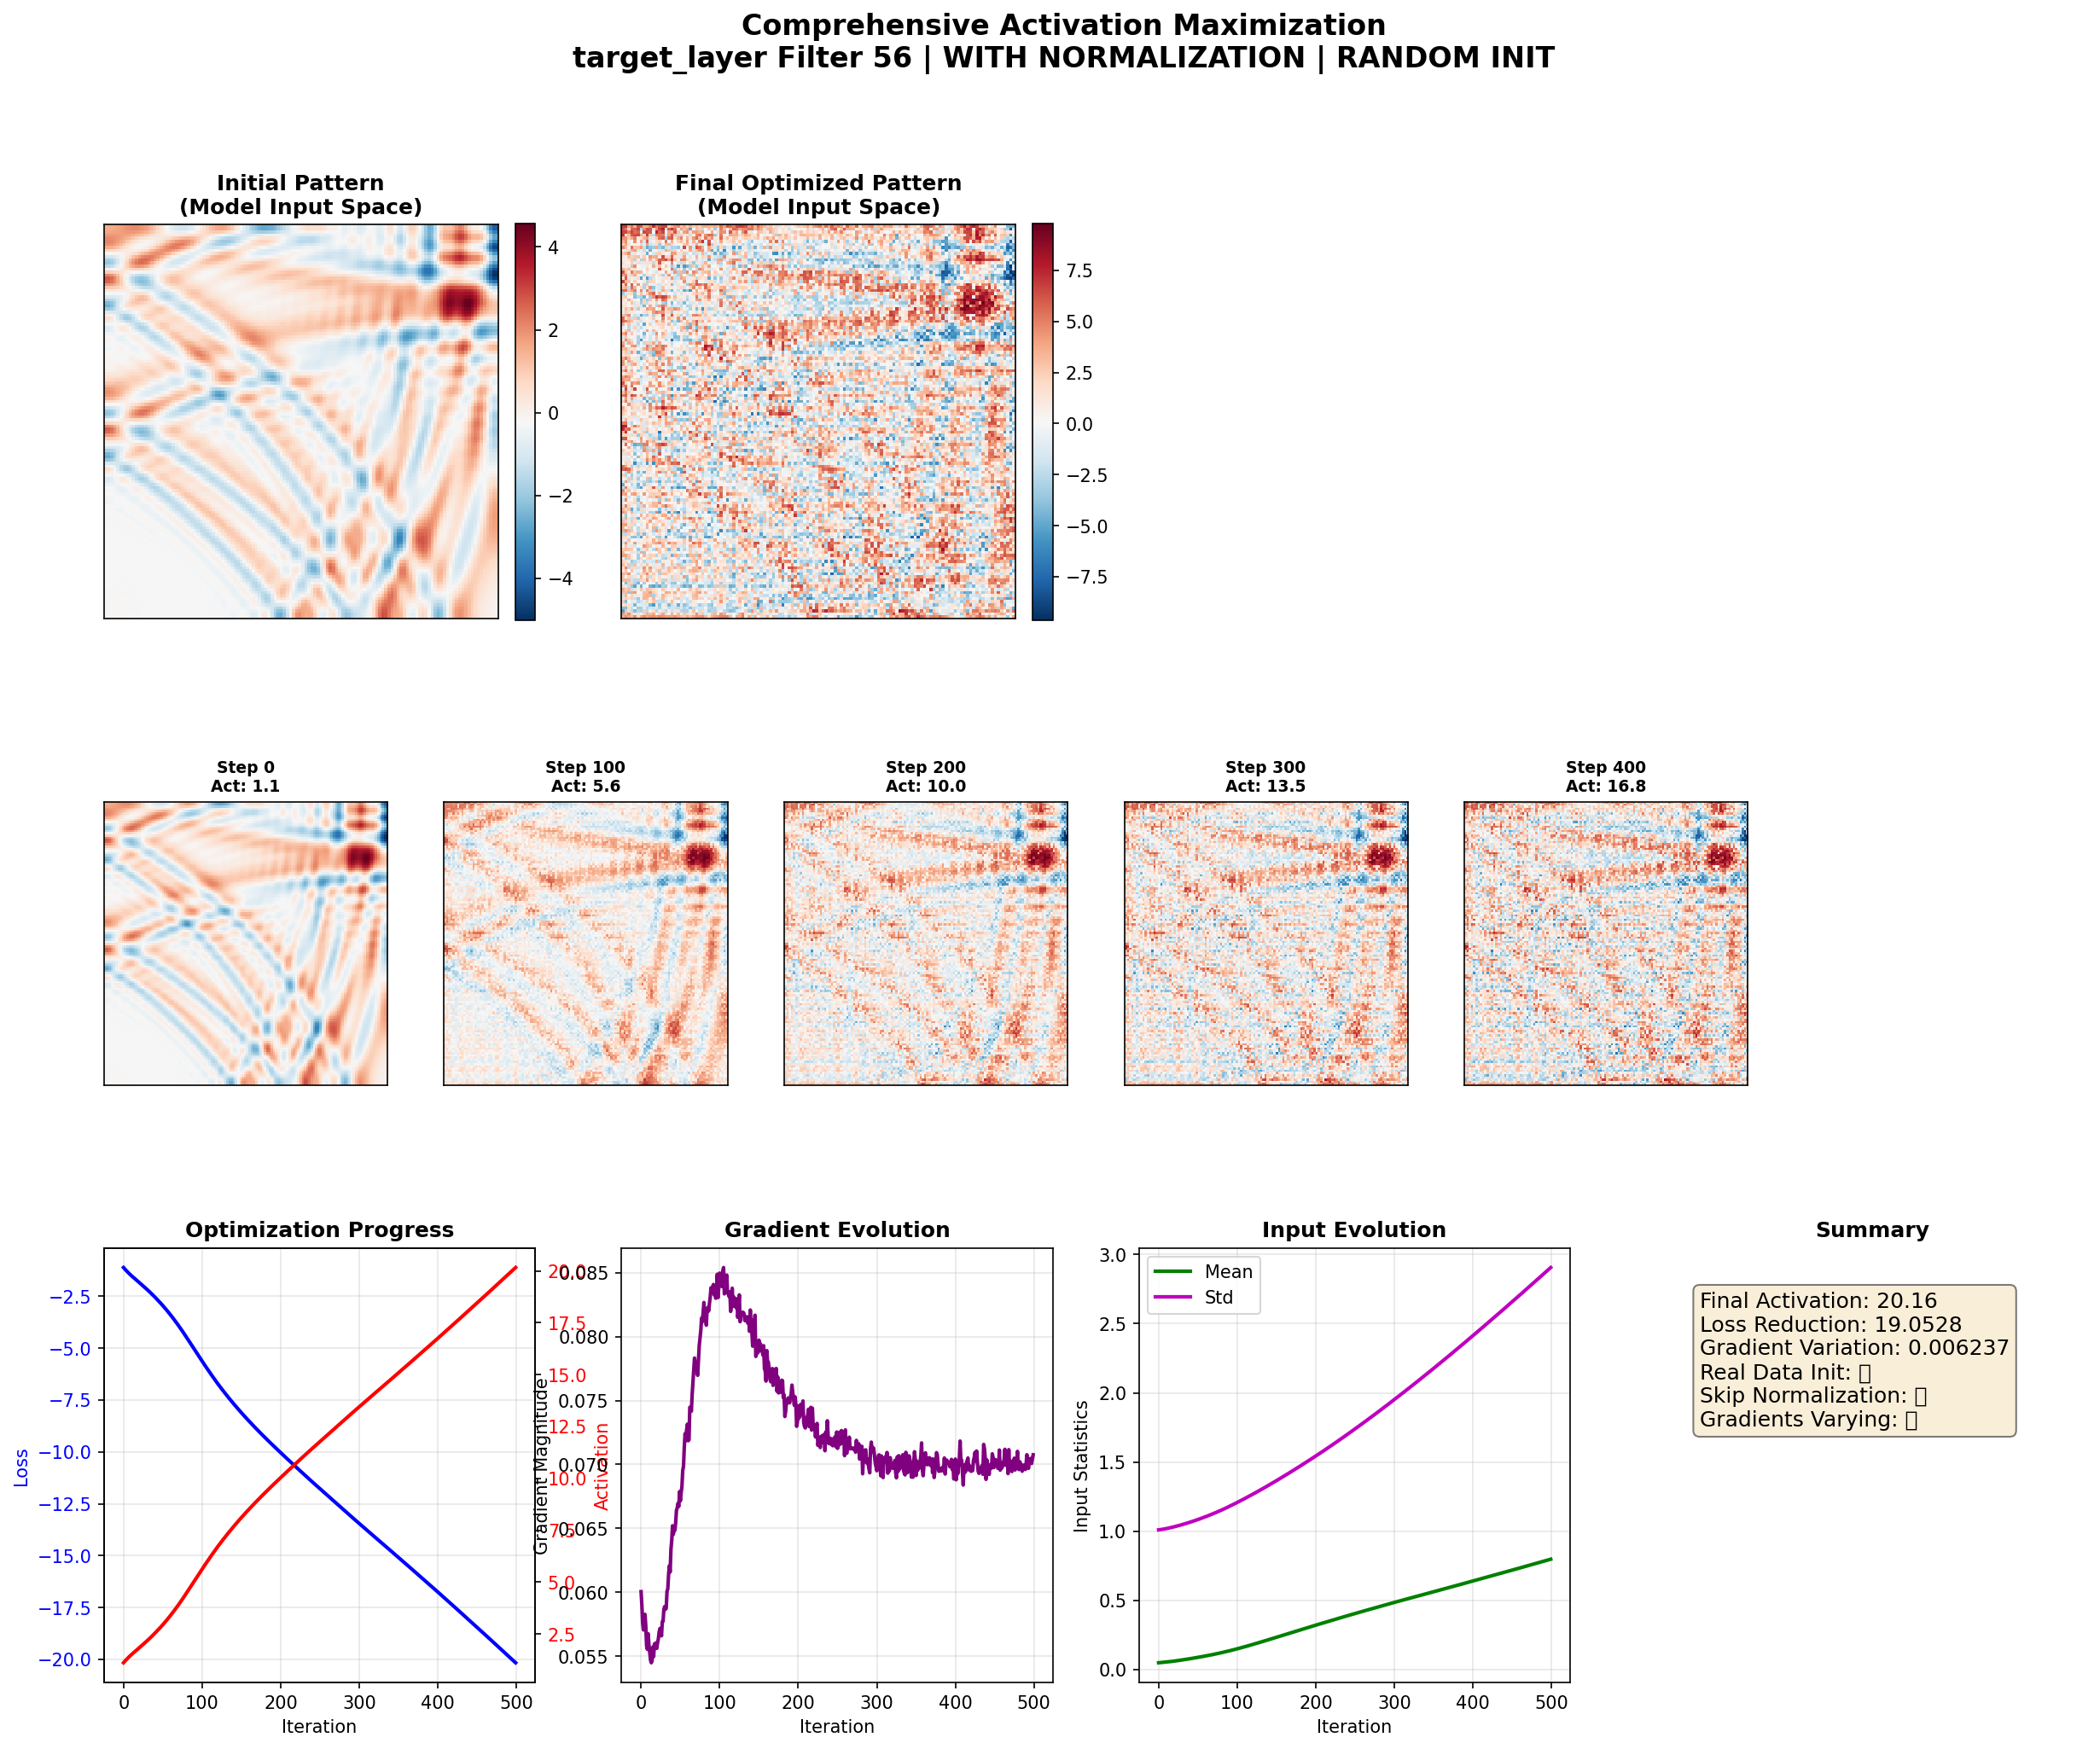 Comprehensive Activation Maximization
target_layer Filter 56 | WITH NORMALIZATION | RANDOM INIT
Initial Pattern
(Model Input Space)
4
2
0
−2
−4
Final Optimized Pattern
(Model Input Space)
7.5
5.0
2.5
0.0
−2.5
−5.0
−7.5
Step 0
Act: 1.1
Step 100
Act: 5.6
Step 200
Act: 10.0
Step 300
Act: 13.5
Step 400
Act: 16.8
Optimization Progress
Loss
−2.5
−5.0
−7.5
−10.0
−12.5
−15.0
−17.5
−20.0
0 100 200 300 400 500
Iteration
20.0
17.5
15.0
12.5
10.0
7.5
5.0
2.5
Activation
Gradient Evolution
Gradient Magnitude
0.085
0.080
0.075
0.070
0.065
0.060
0.055
0 100 200 300 400 500
Iteration
Input Evolution
Mean
Std
Input Statistics
3.0
2.5
2.0
1.5
1.0
0.5
0.0
0 100 200 300 400 500
Iteration
Summary
Final Activation: 20.16
Loss Reduction: 19.0528
Gradient Variation: 0.006237
Real Data Init:
Skip Normalization:
Gradients Varying: